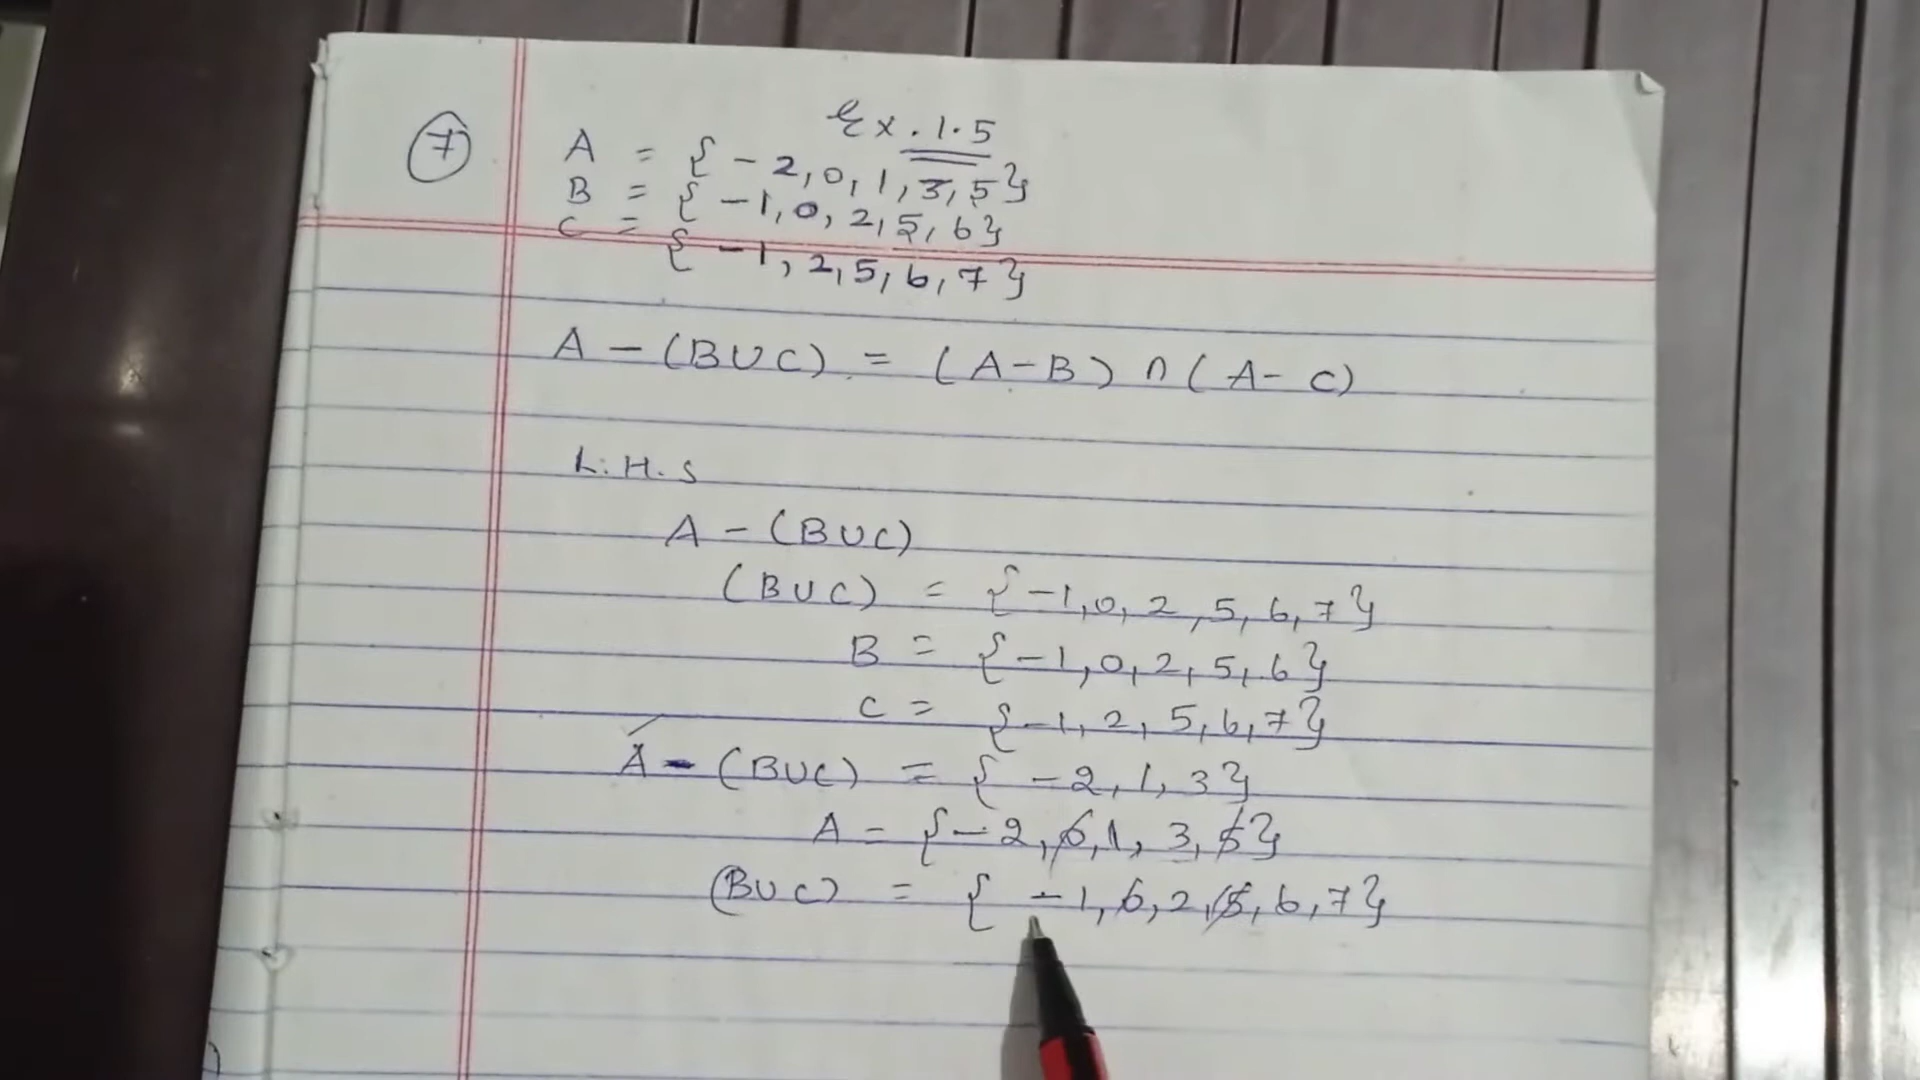 Ex. 1.5
7
A = { -2, 0, 1, 3, 5}
B = { -1, 0, 2, 5, 6}
C = { -1, 2, 5, 6, 7}
A - (B∪C) = (A-B) ∩ (A-C)
L.H.S
A - (B∪C)
(B∪C) = { -1, 0, 2, 5, 6, 7}
B = { -1, 0, 2, 5, 6}
C = { -1, 2, 5, 6, 7}
A - (B∪C) = { -2, 1, 3}
A = { -2, 0, 1, 3, 5}
(B∪C) = { -1, 0, 2, 5, 6, 7}